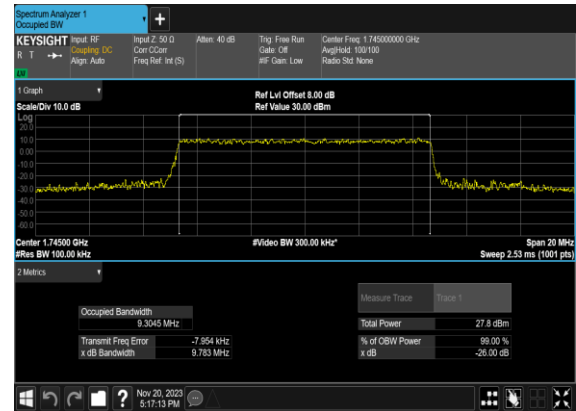 Spectrum Analyzer 1
Occupied BW
+
KEYSIGHT
R T
Input: RF
Coupling: DC
Align: Auto
Input Z: 50 Ω
Corr CCorr
Freq Ref: Int (S)
Atten: 40 dB
Trig: Free Run
Gate: Off
#IF Gain: Low
Center Freq: 1.745000000 GHz
Avg|Hold: 100/100
Radio Std: None
1 Graph
Scale/Div 10.0 dB
Ref Lvl Offset 8.00 dB
Ref Value 30.00 dBm
Log
20.0
10.0
0.00
-10.0
-20.0
-30.0
-40.0
-50.0
-60.0
Center 1.74500 GHz
#Video BW 300.00 kHz*
Span 20 MHz
#Res BW 100.00 kHz
Sweep 2.53 ms (1001 pts)
2 Metrics
Measure Trace Trace 1
Occupied Bandwidth
9.3045 MHz
Total Power 27.8 dBm
Transmit Freq Error -7.954 kHz
% of OBW Power 99.00 %
x dB Bandwidth 9.783 MHz
x dB -26.00 dB
?
Nov 20, 2023
5:17:13 PM